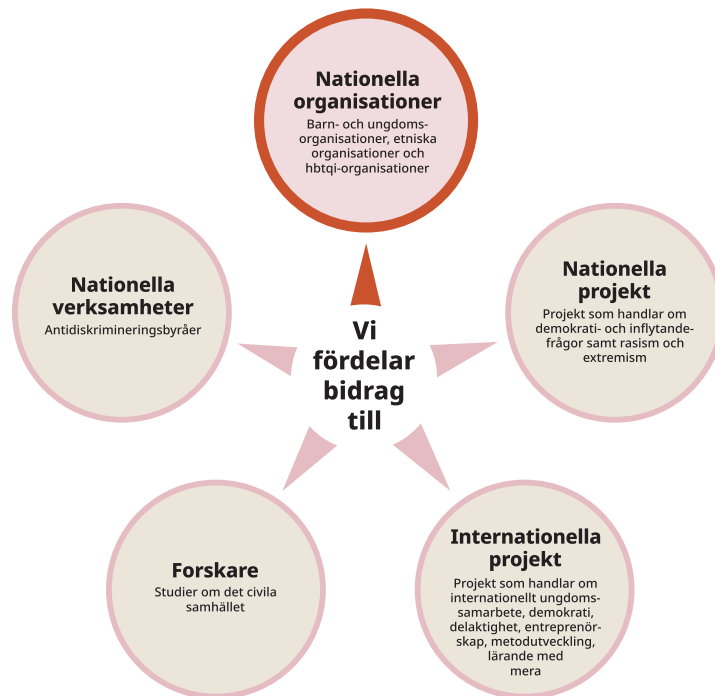 Nationella
organisationer
Barn- och ungdoms-
organisationer, etniska
organisationer och
hbtqi-organisationer
Nationella
verksamheter
Antidiskrimineringsbyråer
Nationella
projekt
Projekt som handlar om
demokrati- och inflytande-
frågor samt rasism och
extremism
Vi
fördelar
bidrag
till
Forskare
Studier om det civila
samhället
Internationella
projekt
Projekt som handlar om
internationellt ungdoms-
samarbete, demokrati,
delaktighet, entreprenör-
skap, metodutveckling,
lärande med
mera